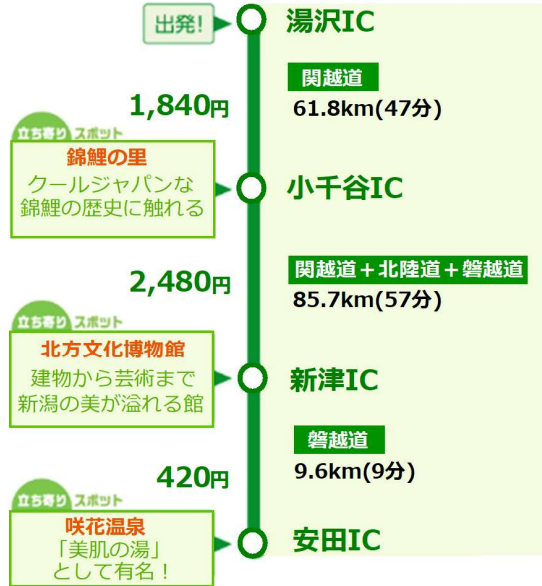 出発!
湯沢IC
関越道
1,840円
61.8km(47分)
立ち寄り スポット
錦鯉の里
クールジャパンな
錦鯉の歴史に触れる
小千谷IC
関越道+北陸道+磐越道
2,480円
85.7km(57分)
立ち寄り スポット
北方文化博物館
建物から芸術まで
新潟の美が溢れる館
新津IC
磐越道
420円
9.6km(9分)
立ち寄り スポット
咲花温泉
「美肌の湯」
として有名!
安田IC